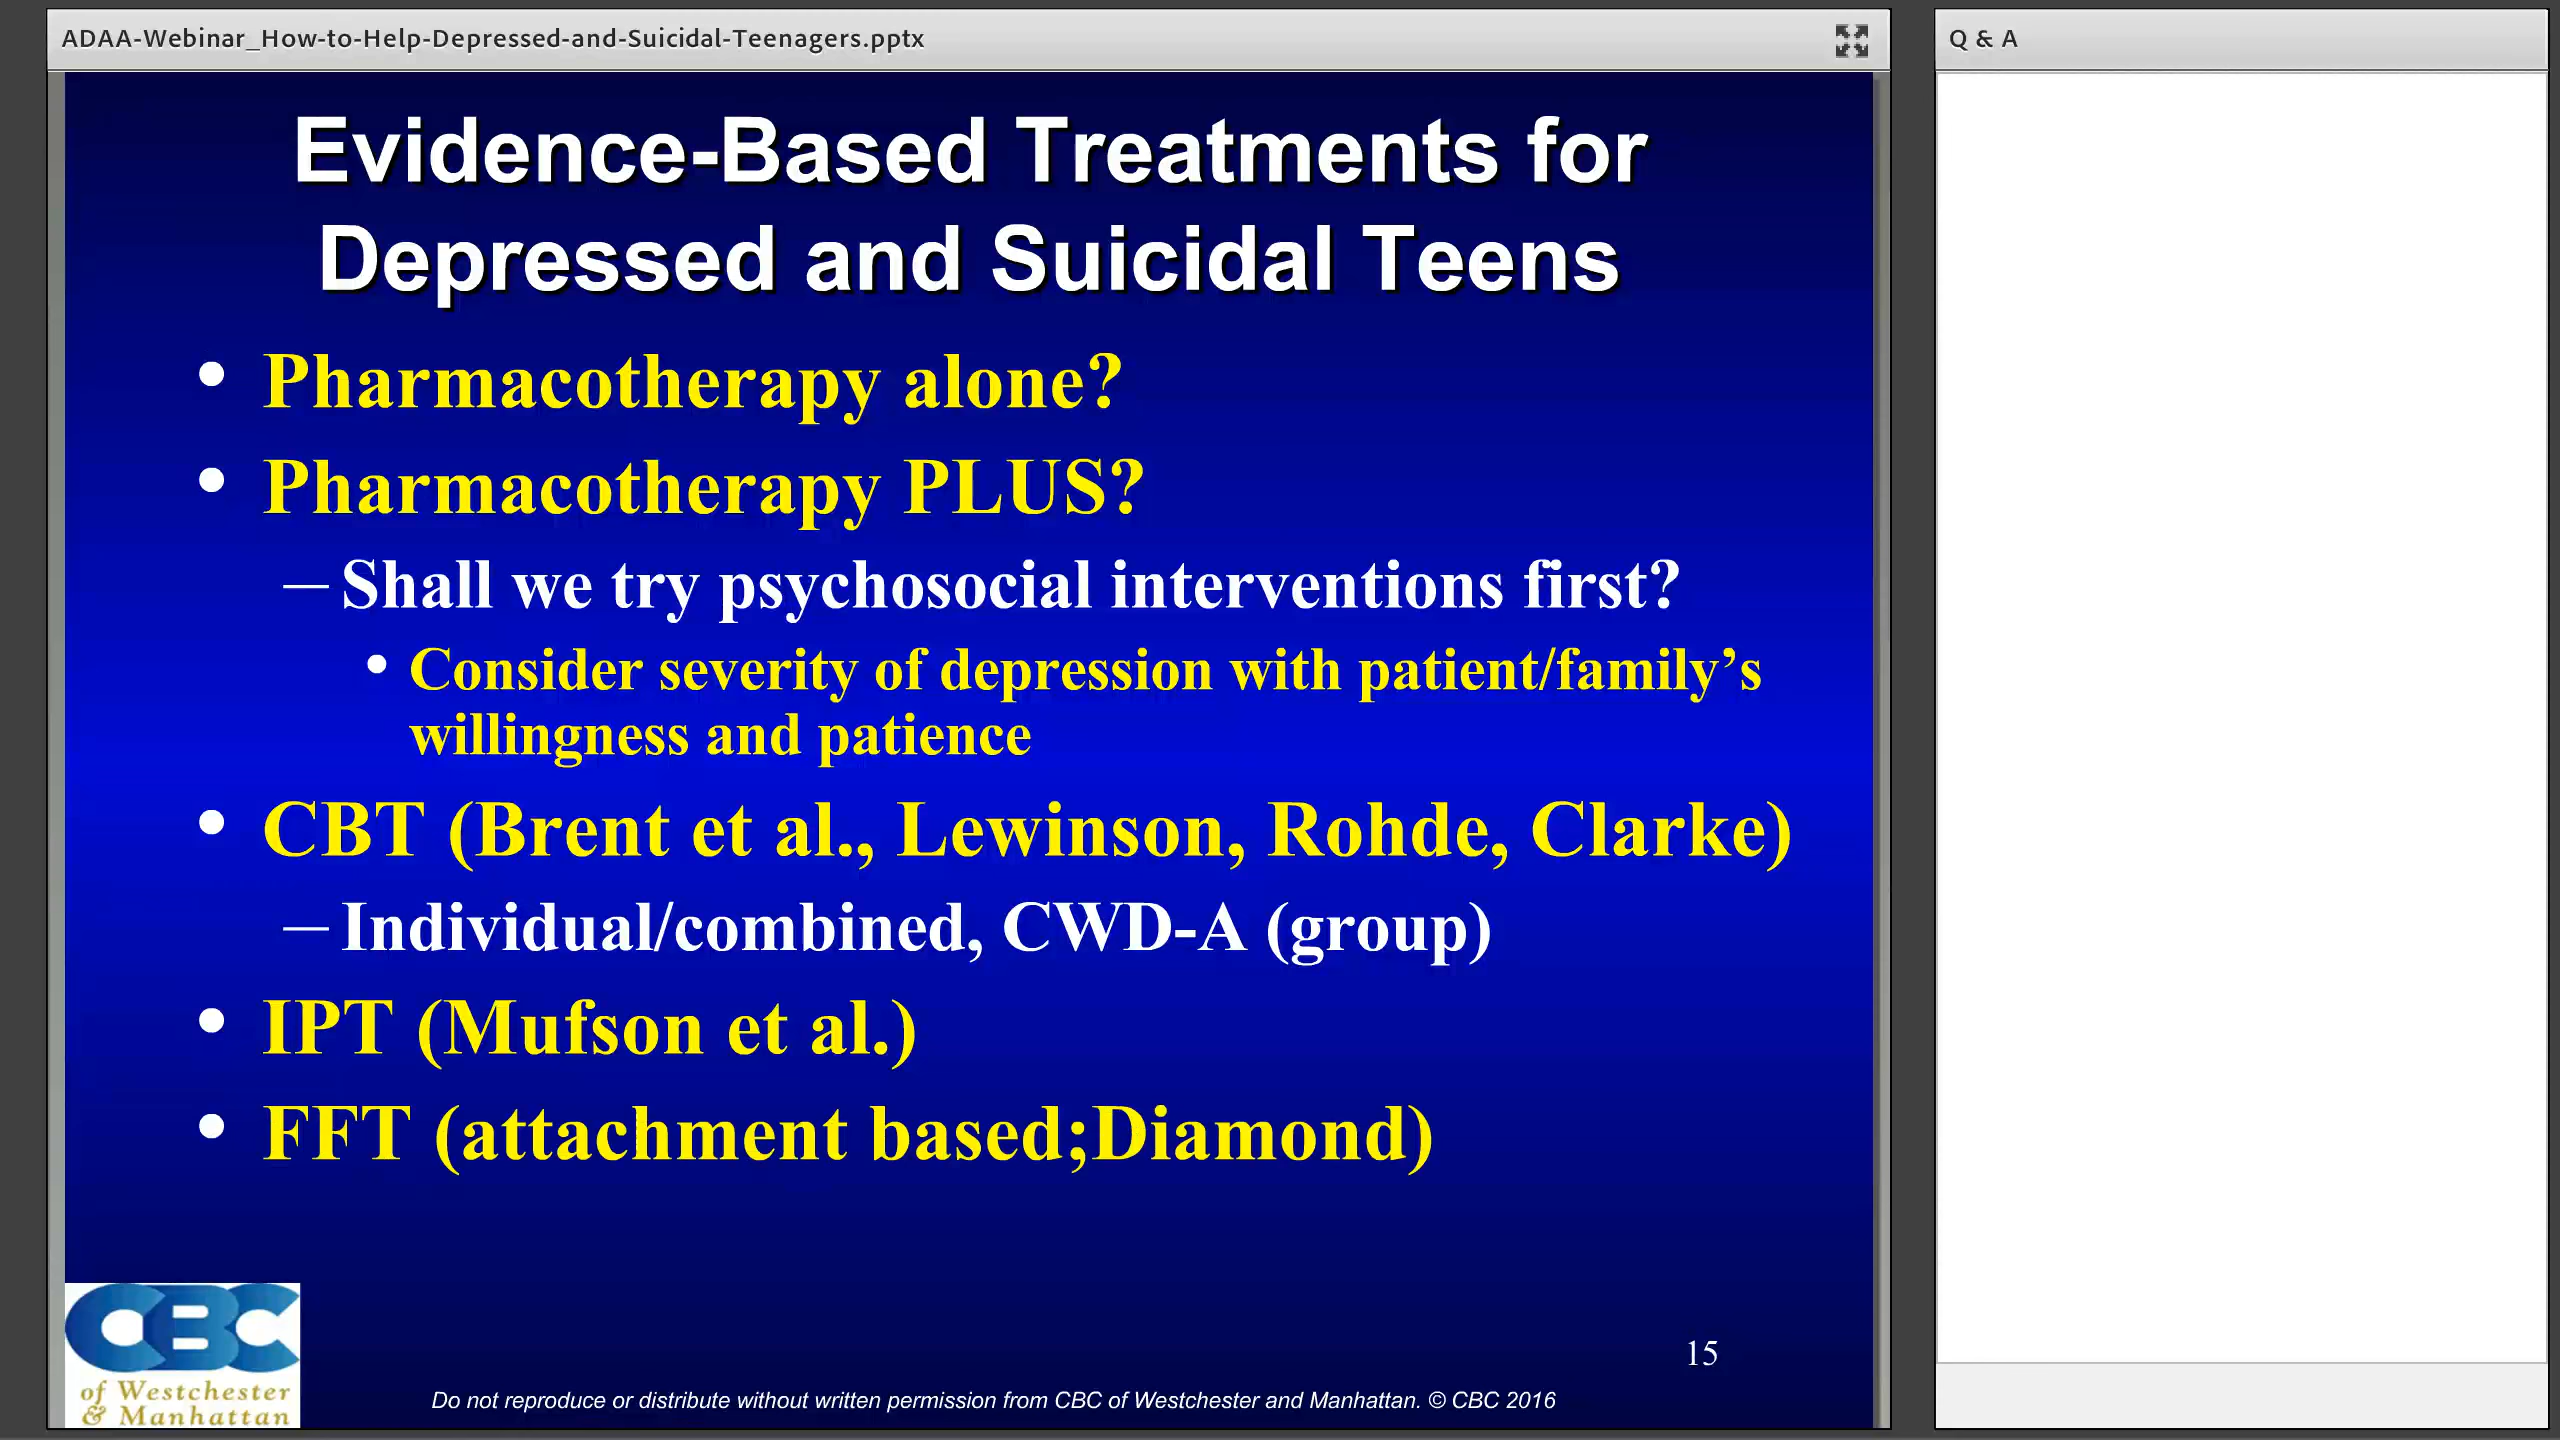 ADAA-Webinar_How-to-Help-Depressed-and-Suicidal-Teenagers.pptx
Q & A
Evidence-Based Treatments for
Depressed and Suicidal Teens
• Pharmacotherapy alone?
• Pharmacotherapy PLUS?
– Shall we try psychosocial interventions first?
• Consider severity of depression with patient/family’s
willingness and patience
• CBT (Brent et al., Lewinson, Rohde, Clarke)
– Individual/combined, CWD-A (group)
• IPT (Mufson et al.)
• FFT (attachment based;Diamond)
CBC
of Westchester
& Manhattan
15
Do not reproduce or distribute without written permission from CBC of Westchester and Manhattan. © CBC 2016